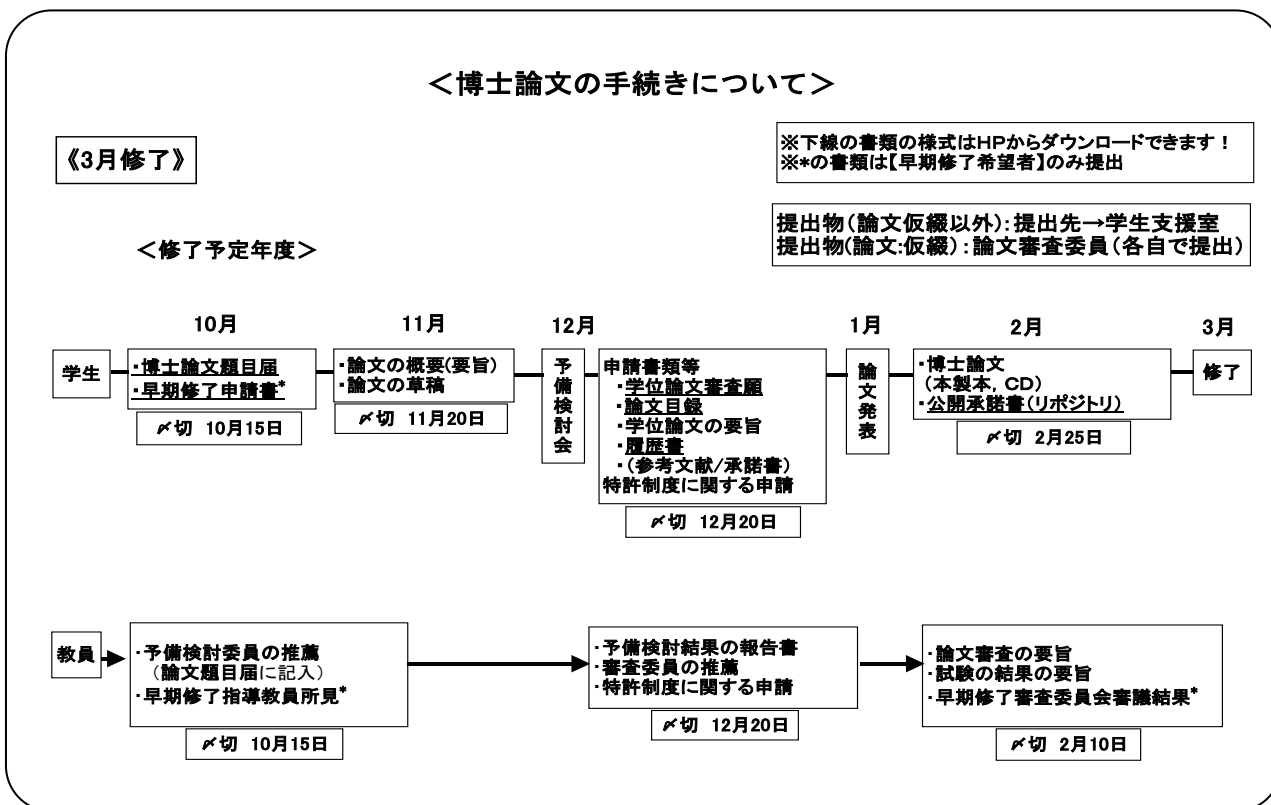 ＜博士論文の手続きについて＞
《3月修了》
※下線の書類の様式はHPからダウンロードできます！
※*の書類は【早期修了希望者】のみ提出
提出物（論文仮綴以外）：提出先→学生支援室
提出物（論文：仮綴）：論文審査委員（各自で提出）
＜修了予定年度＞
10月
11月
12月
1月
2月
3月
学生
・博士論文題目届
・早期修了申請書*
〆切 10月15日
・論文の概要（要旨）
・論文の草稿
〆切 11月20日
予備検討会
申請書類等
・学位論文審査願
・論文目録
・学位論文の要旨
・履歴書
・（参考文献/承諾書）
特許制度に関する申請
〆切 12月20日
論文発表
・博士論文
（本製本，CD）
・公開承諾書（リポジトリ）
〆切 2月25日
修了
教員
・予備検討委員の推薦
（論文題目届に記入）
・早期修了指導教員所見*
〆切 10月15日
・予備検討結果の報告書
・審査委員の推薦
・特許制度に関する申請
〆切 12月20日
・論文審査の要旨
・試験の結果の要旨
・早期修了審査委員会審議結果*
〆切 2月10日